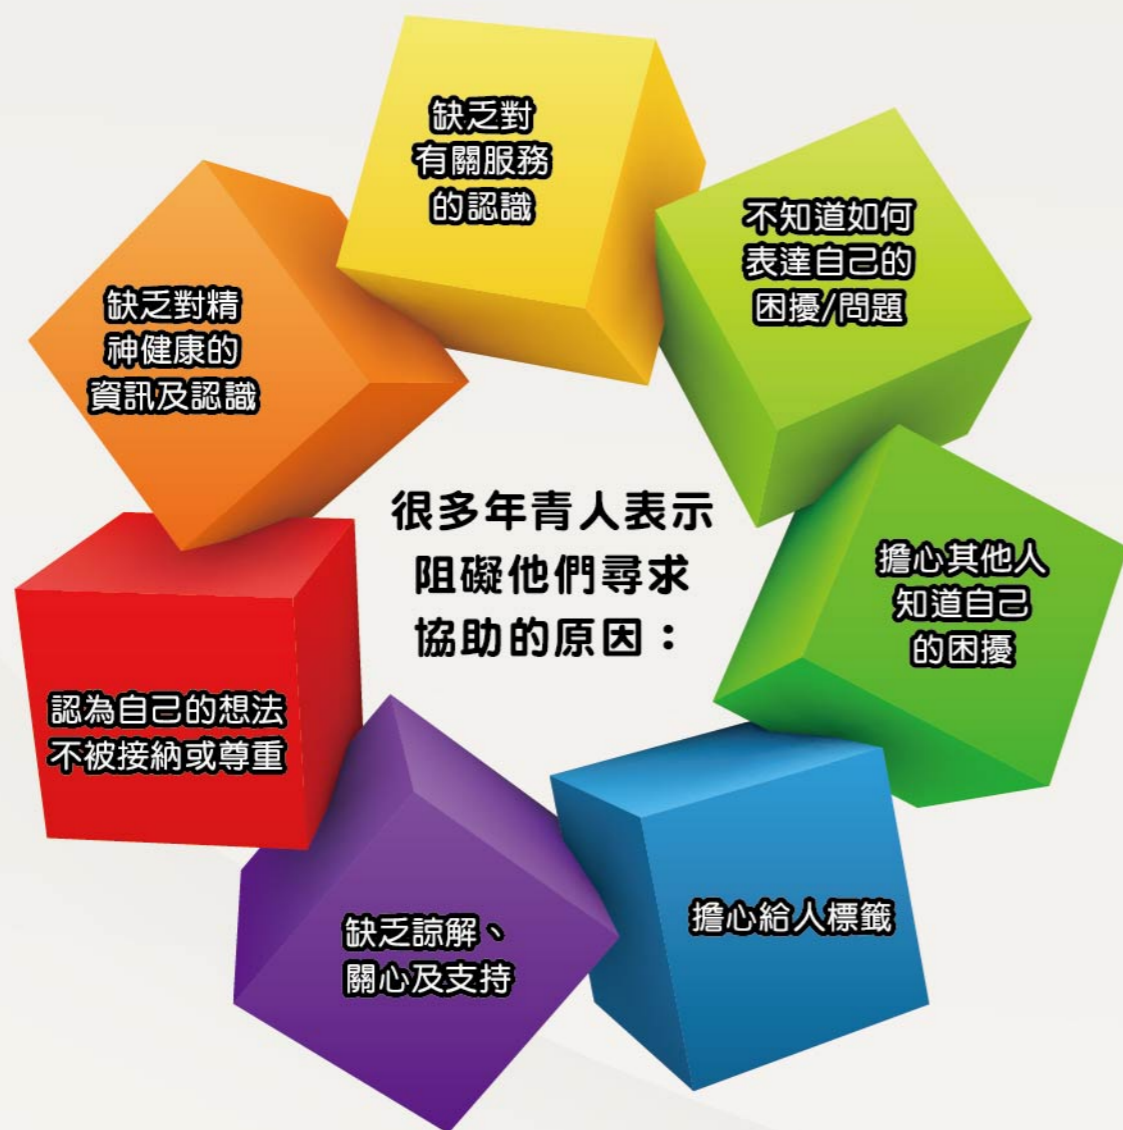 缺乏對
有關服務
的認識
不知道如何
表達自己的
困擾/問題
擔心其他人
知道自己
的困擾
擔心給人標籤
缺乏諒解、
關心及支持
認為自己的想法
不被接納或尊重
缺乏對精
神健康的
資訊及認識
很多年青人表示
阻礙他們尋求
協助的原因：